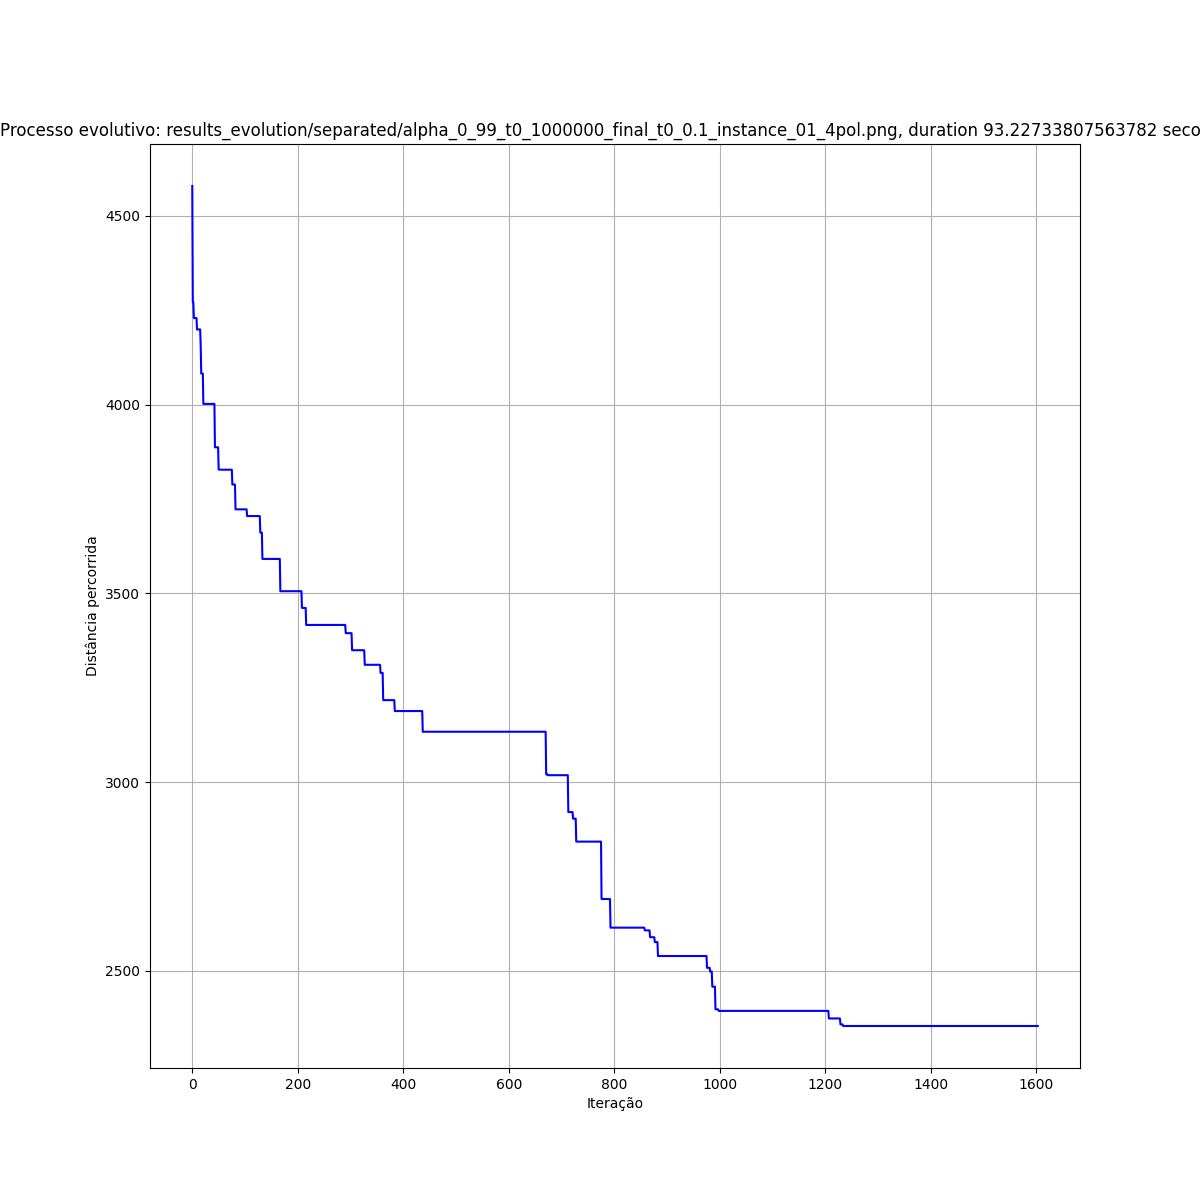 Processo evolutivo: results_evolution/separated/alpha_0_99_t0_1000000_final_t0_0.1_instance_01_4pol.png, duration 93.22733807563782 seco
4500
4000
3500
3000
2500
Distância percorrida
0 200 400 600 800 1000 1200 1400 1600
Iteração